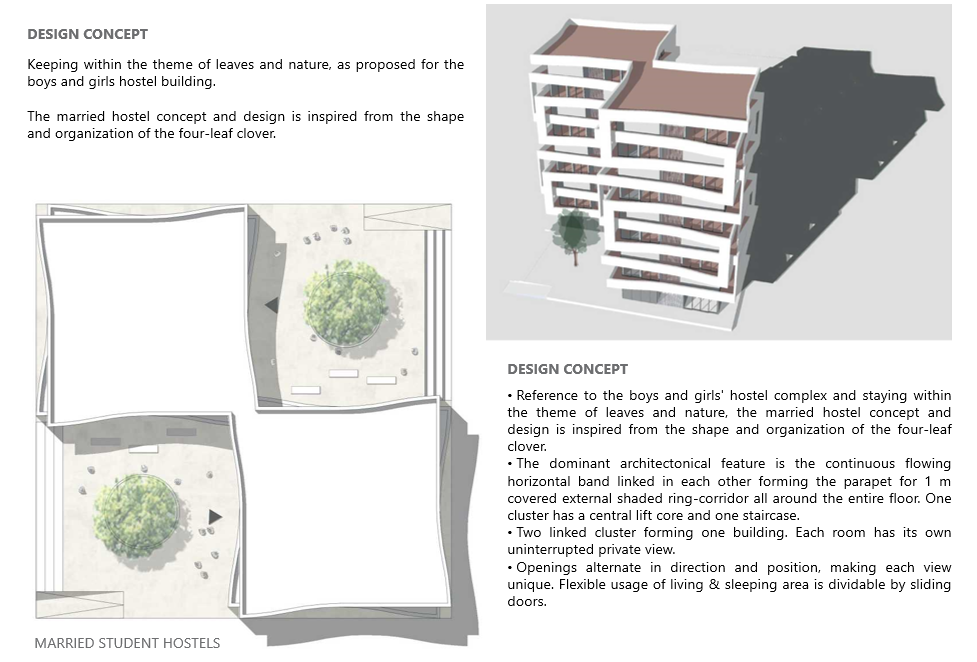 DESIGN CONCEPT
Keeping within the theme of leaves and nature, as proposed for the
boys and girls hostel building.
The married hostel concept and design is inspired from the shape
and organization of the four-leaf clover.
DESIGN CONCEPT
• Reference to the boys and girls' hostel complex and staying within
the theme of leaves and nature, the married hostel concept and
design is inspired from the shape and organization of the four-leaf
clover.
• The dominant architectonical feature is the continuous flowing
horizontal band linked in each other forming the parapet for 1 m
covered external shaded ring-corridor all around the entire floor. One
cluster has a central lift core and one staircase.
• Two linked cluster forming one building. Each room has its own
uninterrupted private view.
• Openings alternate in direction and position, making each view
unique. Flexible usage of living & sleeping area is dividable by sliding
doors.
MARRIED STUDENT HOSTELS